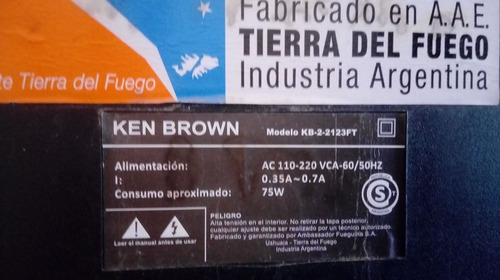 Fabricado en A.A.E.
TIERRA DEL FUEGO
Industria Argentina
te Tierra del Fuego
KEN BROWN
Modelo KB-2-2123FT
Alimentación: AC 110-220 VCA-60/50HZ
I: 0.35A~0.7A
Consumo aproximado: 75W
S
Leer el manual antes de usar
PELIGRO
Alta tensión en el interior. No retirar la tapa posterior,
cualquier ajuste debe ser realizado por un técnico autorizado.
Fabricado y garantizado por Ambassador Fueguina S.A.
Ushuaia - Tierra del Fuego
Industria Argentina